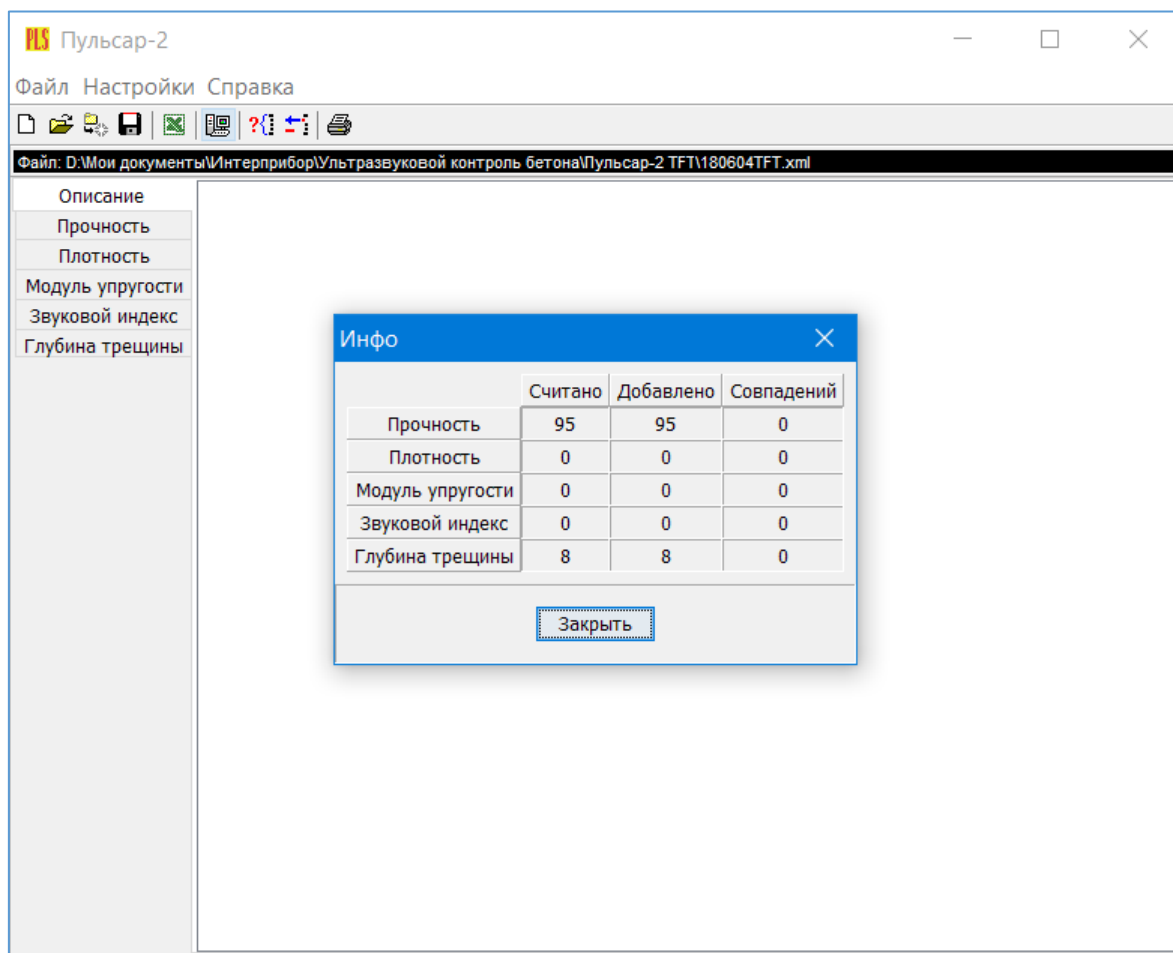 PLS Пульсар-2
Файл Настройки Справка
Файл: D:\Мои документы\Интерприбор\Ультразвуковой контроль бетона\Пульсар-2 TFT\180604TFT.xml
Описание
Прочность
Плотность
Модуль упругости
Звуковой индекс
Глубина трещины
Инфо
Считано Добавлено Совпадений
Прочность 95 95 0
Плотность 0 0 0
Модуль упругости 0 0 0
Звуковой индекс 0 0 0
Глубина трещины 8 8 0
Закрыть